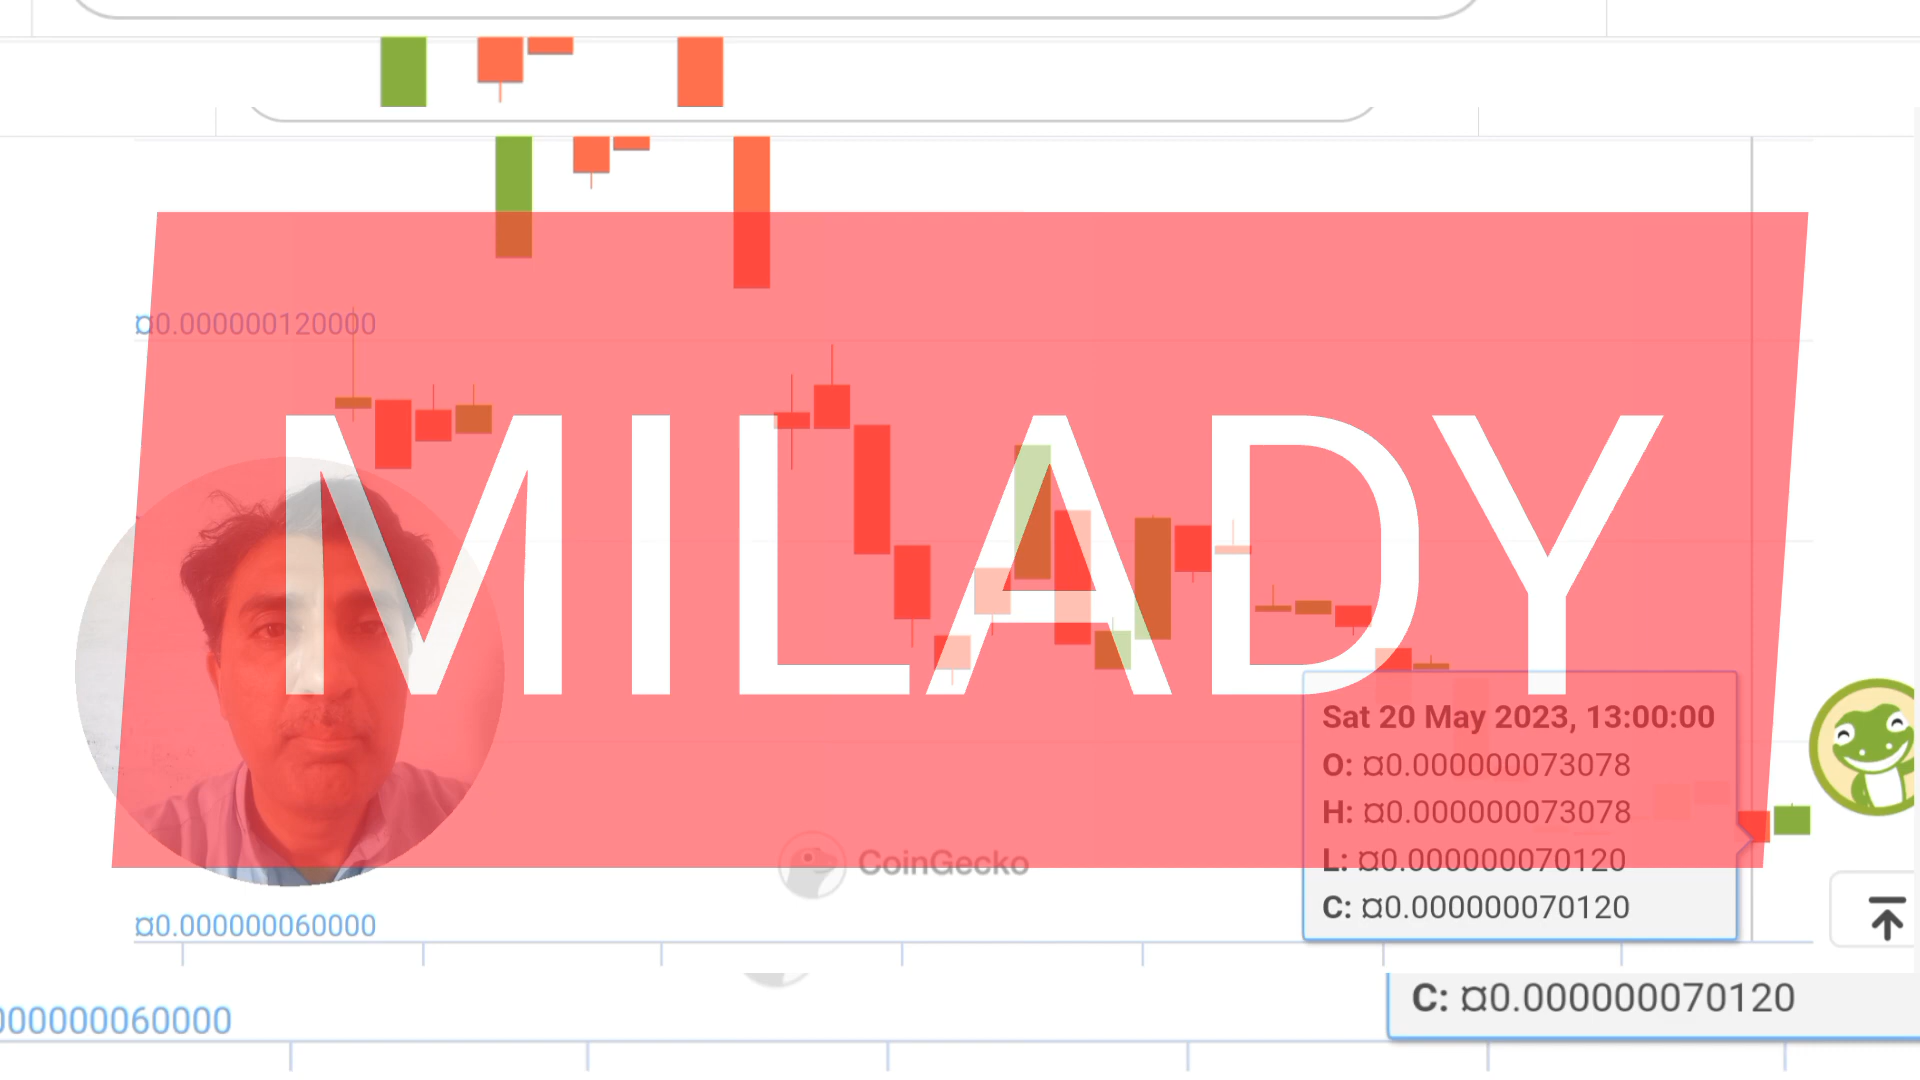 ¤0.000000120000
MILADY
Sat 20 May 2023, 13:00:00
O: ¤0.000000073078
H: ¤0.000000073078
L: ¤0.000000070120
C: ¤0.000000070120
CoinGecko
¤0.000000060000
C: ¤0.000000070120
000000060000